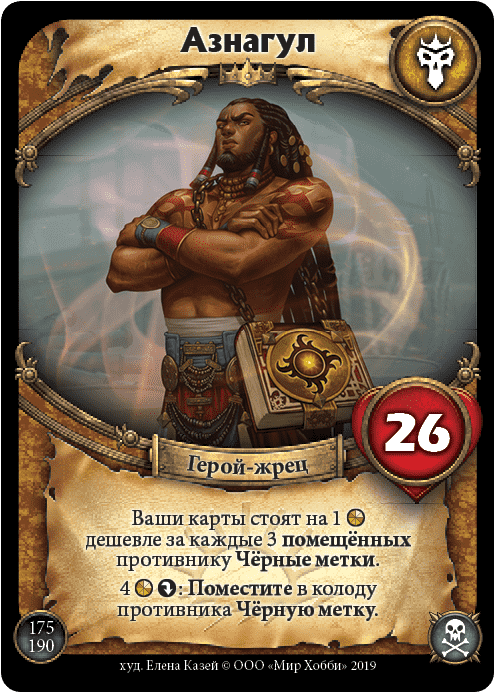 Азнагул
26
Герой-жрец
Ваши карты стоят на 1
дешевле за каждые 3 помещённых
противнику Чёрные метки.
4 : Поместите в колоду
противника Чёрную метку.
175
190
худ. Елена Казей © ООО «Мир Хобби» 2019